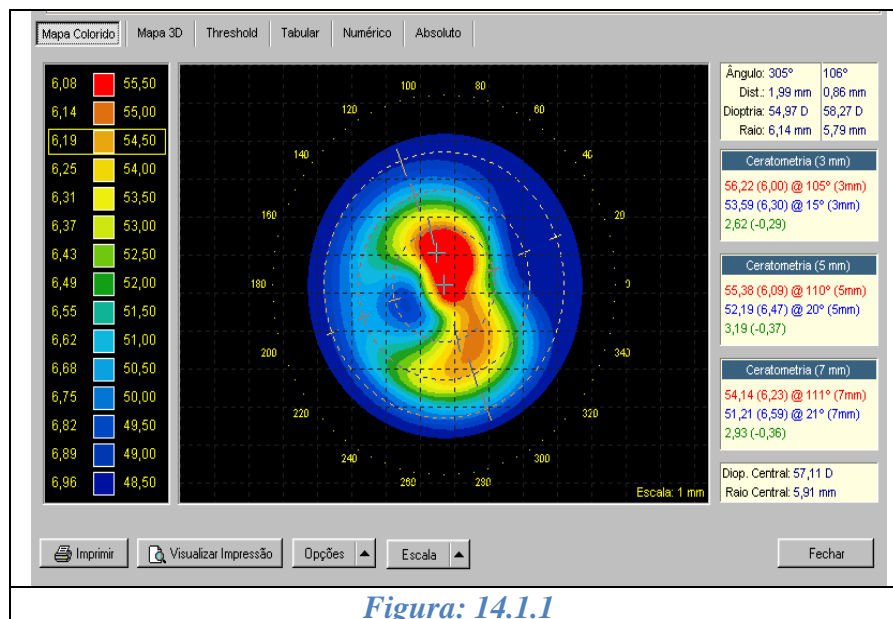 Mapa Colorido Mapa 3D Threshold Tabular Numérico Absoluto
6,08 55,50
6,14 55,00
6,19 54,50
6,25 54,00
6,31 53,50
6,37 53,00
6,43 52,50
6,49 52,00
6,55 51,50
6,62 51,00
6,68 50,50
6,75 50,00
6,82 49,50
6,89 49,00
6,96 48,50
100 80
120 60
140 40
160 20
180 0
200 340
220 320
240 300
260 280
Escala: 1 mm
Ângulo: 305º 106º
Dist.: 1,99 mm 0,86 mm
Dioptria: 54,97 D 58,27 D
Raio: 6,14 mm 5,79 mm
Ceratometria (3 mm)
56,22 (6,00) @ 105º (3mm)
53,59 (6,30) @ 15º (3mm)
2,62 (-0,29)
Ceratometria (5 mm)
55,38 (6,09) @ 110º (5mm)
52,19 (6,47) @ 20º (5mm)
3,19 (-0,37)
Ceratometria (7 mm)
54,14 (6,23) @ 111º (7mm)
51,21 (6,59) @ 21º (7mm)
2,93 (-0,36)
Diop. Central: 57,11 D
Raio Central: 5,91 mm
Imprimir Visualizar Impressão Opções Escala Fechar
Figura: 14.1.1